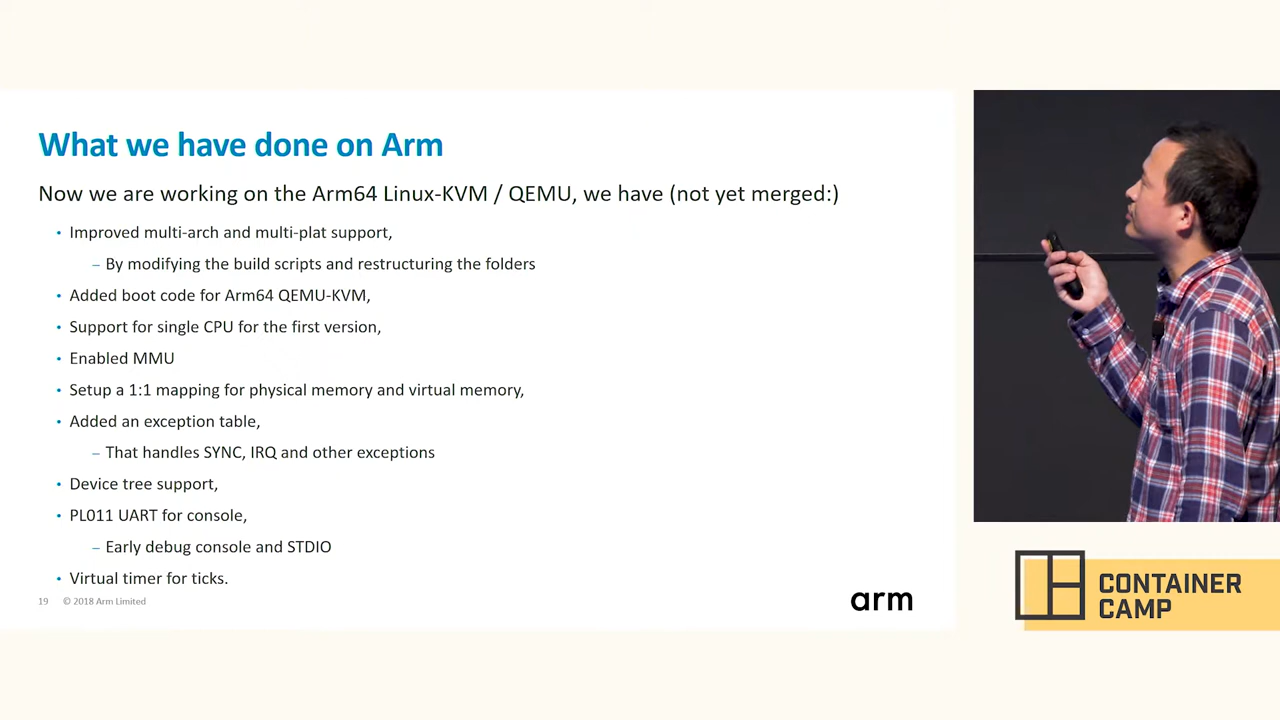 What we have done on Arm
Now we are working on the Arm64 Linux-KVM / QEMU, we have (not yet merged:)
• Improved multi-arch and multi-plat support,
– By modifying the build scripts and restructuring the folders
• Added boot code for Arm64 QEMU-KVM,
• Support for single CPU for the first version,
• Enabled MMU
• Setup a 1:1 mapping for physical memory and virtual memory,
• Added an exception table,
– That handles SYNC, IRQ and other exceptions
• Device tree support,
• PL011 UART for console,
– Early debug console and STDIO
• Virtual timer for ticks.
19 © 2018 Arm Limited
arm
CONTAINER
CAMP